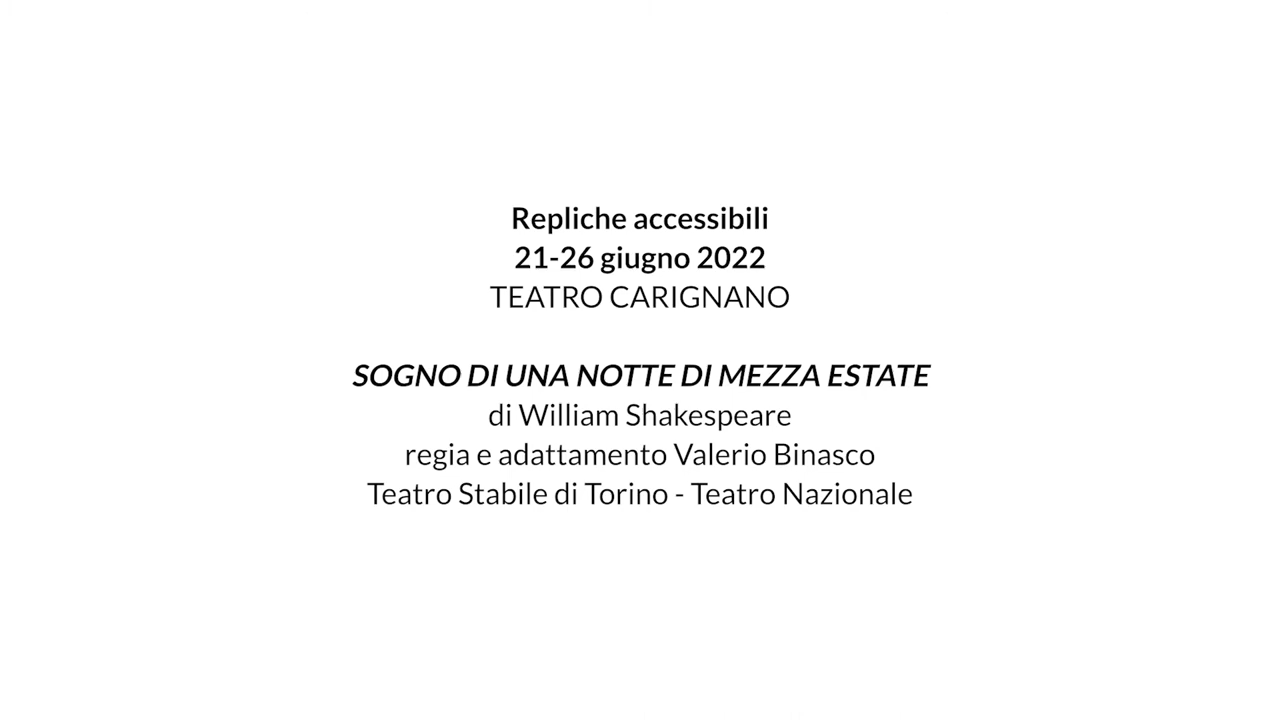 Repliche accessibili
21-26 giugno 2022
TEATRO CARIGNANO
SOGNO DI UNA NOTTE DI MEZZA ESTATE
di William Shakespeare
regia e adattamento Valerio Binasco
Teatro Stabile di Torino - Teatro Nazionale